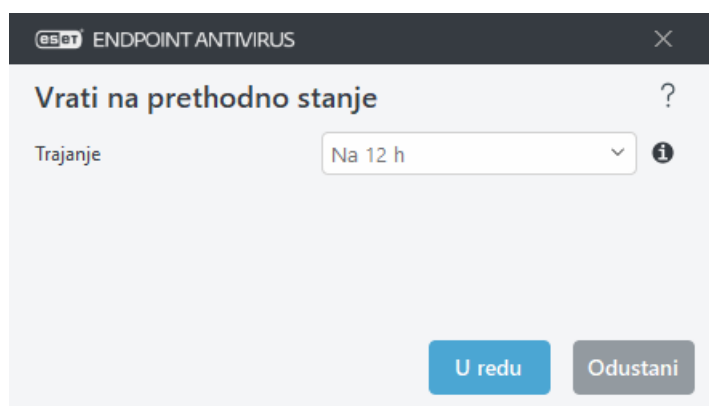 eset ENDPOINT ANTIVIRUS
Vrati na prethodno stanje
?
Trajanje
Na 12 h
U redu
Odustani